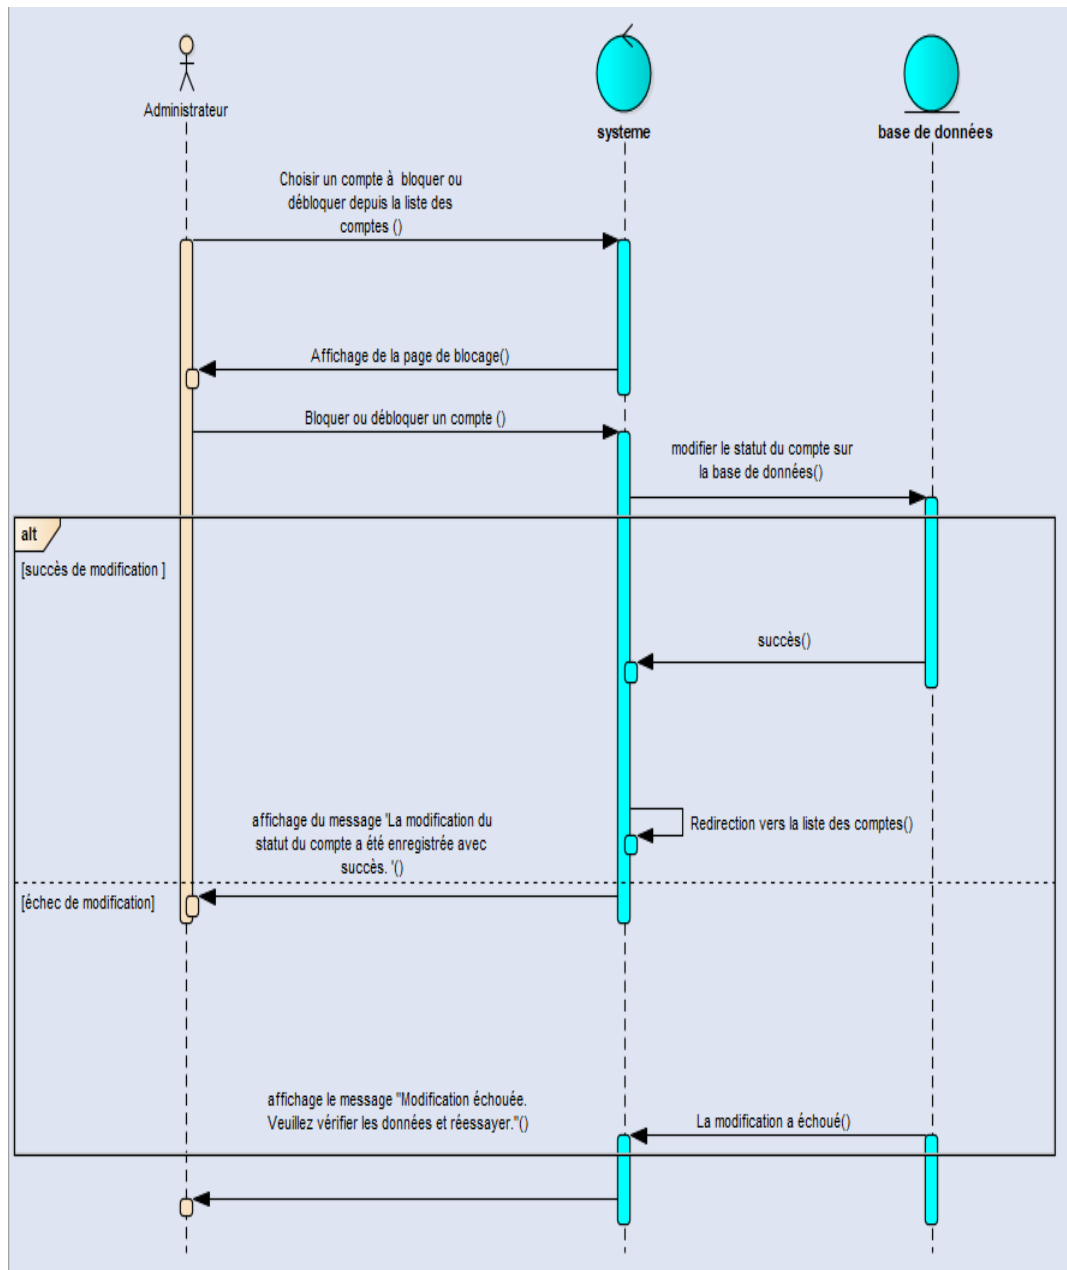 Administrateur
systeme
base de données
Choisir un compte à bloquer ou
débloquer depuis la liste des
comptes ()
Affichage de la page de blocage()
Bloquer ou débloquer un compte ()
modifier le statut du compte sur
la base de données()
alt
[succès de modification ]
succès()
Redirection vers la liste des comptes()
affichage du message 'La modification du
statut du compte a été enregistrée avec
succès. '()
[échec de modification]
affichage le message "Modification échouée.
Veuillez vérifier les données et réessayer."()
La modification a échoué()